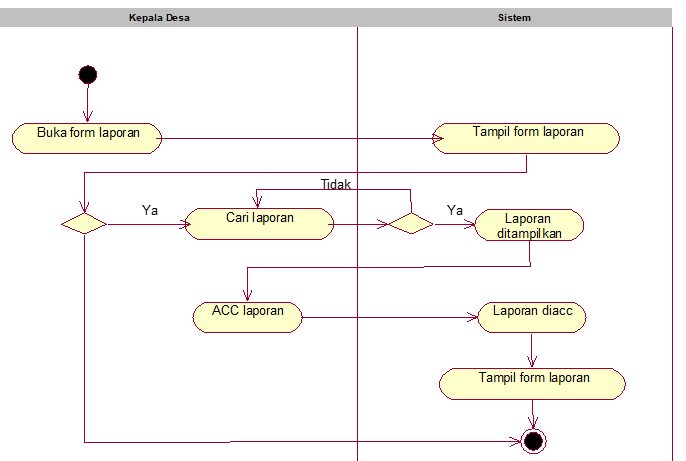 Kepala Desa
Sistem
Buka form laporan
Tampil form laporan
Tidak
Ya
Cari laporan
Ya
Laporan
ditampilkan
ACC laporan
Laporan diacc
Tampil form laporan